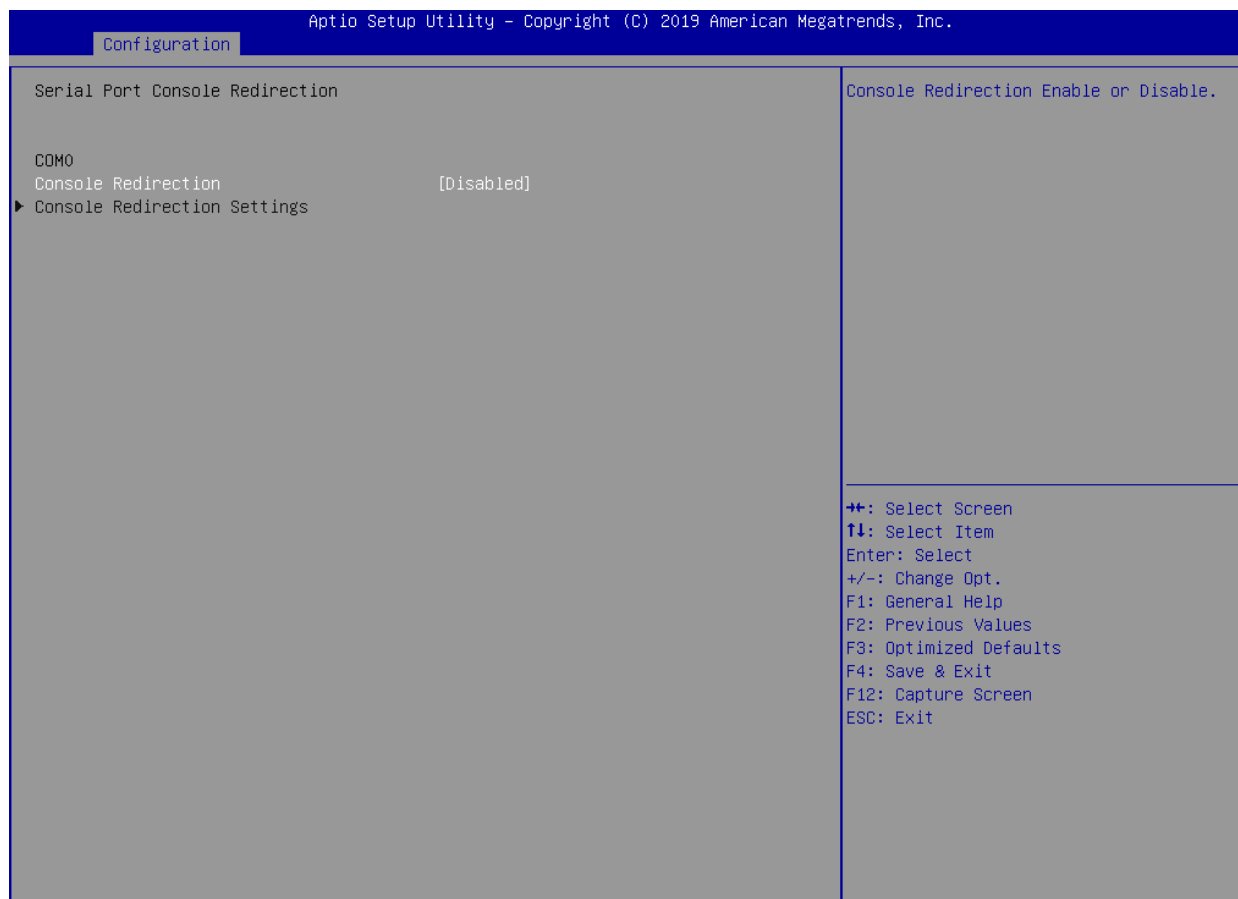 Aptio Setup Utility – Copyright (C) 2019 American Megatrends, Inc.
Configuration
Serial Port Console Redirection
COM0
Console Redirection [Disabled]
▶ Console Redirection Settings
Console Redirection Enable or Disable.
→←: Select Screen
↑↓: Select Item
Enter: Select
+/-: Change Opt.
F1: General Help
F2: Previous Values
F3: Optimized Defaults
F4: Save & Exit
F12: Capture Screen
ESC: Exit